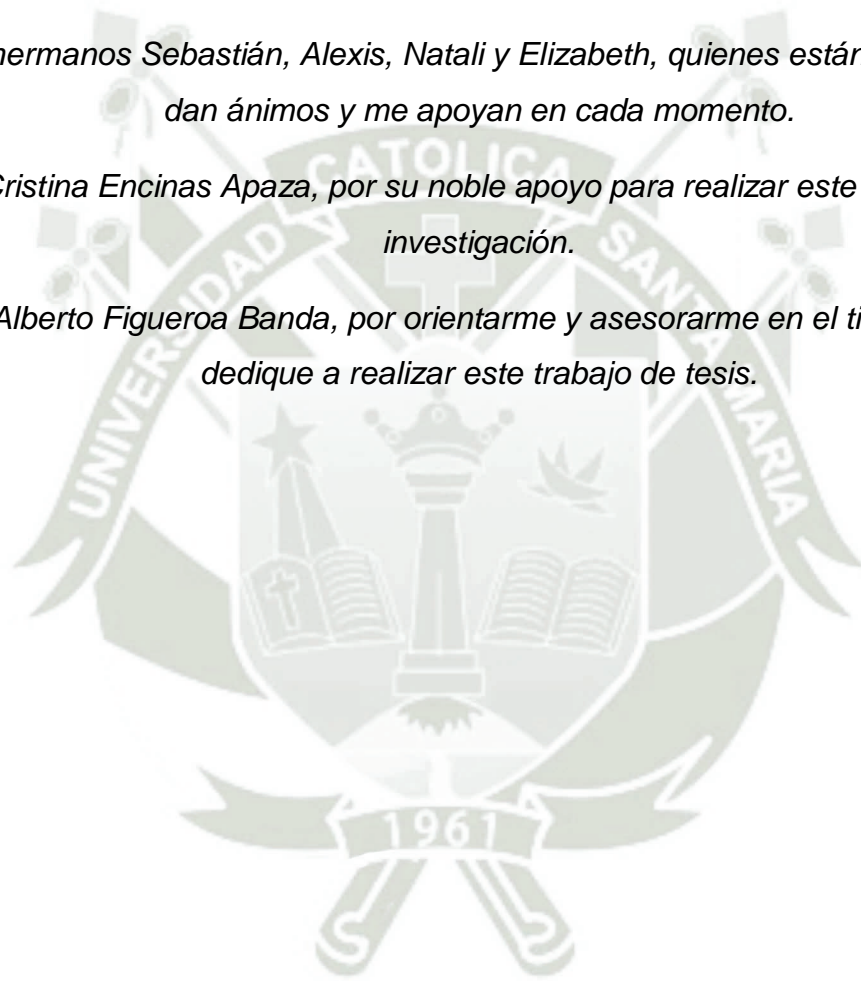 hermanos Sebastián, Alexis, Natali y Elizabeth, quienes están
dan ánimos y me apoyan en cada momento.
Cristina Encinas Apaza, por su noble apoyo para realizar este
investigación.
Alberto Figueroa Banda, por orientarme y asesorarme en el ti
dedique a realizar este trabajo de tesis.
UNIVERSIDAD CATOLICA SANTA MARIA
1961